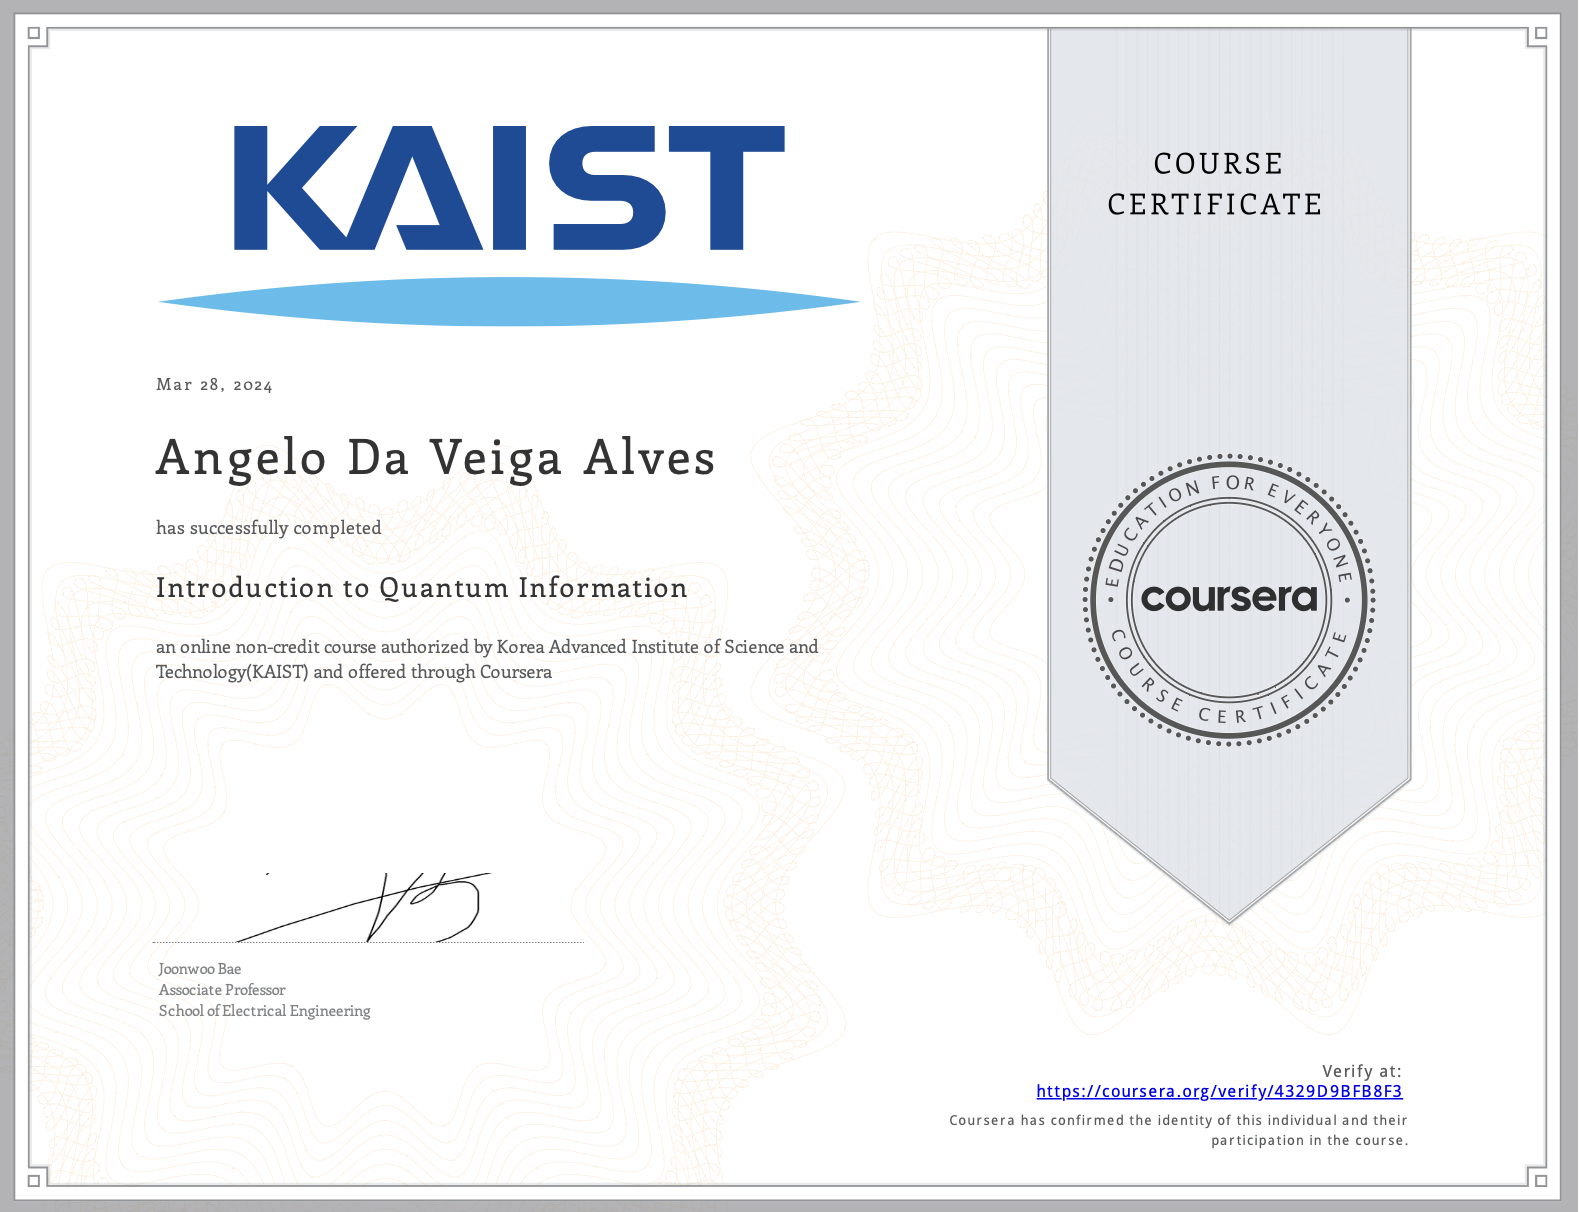 KAIST
COURSE
CERTIFICATE
Mar 28, 2024
Angelo Da Veiga Alves
has successfully completed
Introduction to Quantum Information
an online non-credit course authorized by Korea Advanced Institute of Science and
Technology(KAIST) and offered through Coursera
EDUCATION FOR EVERYONE
coursera
COURSE CERTIFICATE
Joonwoo Bae
Associate Professor
School of Electrical Engineering
Verify at:
https://coursera.org/verify/4329D9BFB8F3
Coursera has confirmed the identity of this individual and their
participation in the course.